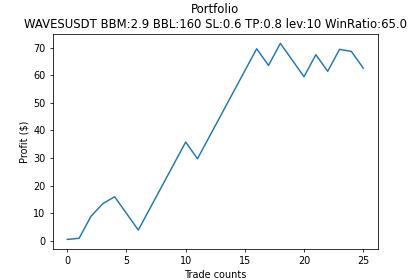 Portfolio
WAVESUSDT BBM:2.9 BBL:160 SL:0.6 TP:0.8 lev:10 WinRatio:65.0
70
60
50
40
30
20
10
0
Profit ($)
0 5 10 15 20 25
Trade counts